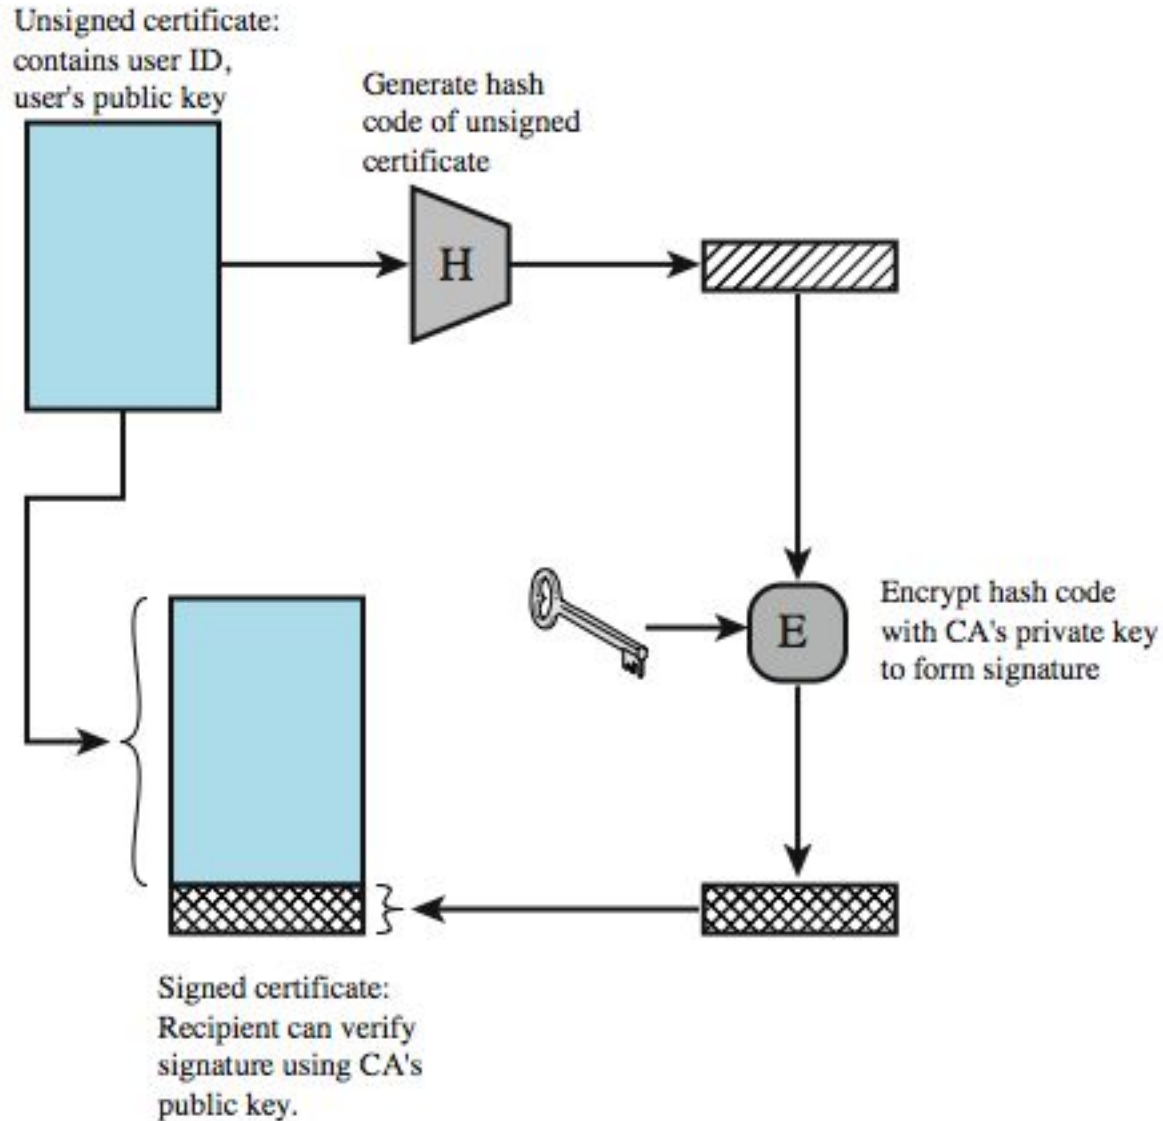 Unsigned certificate:
contains user ID,
user's public key
Generate hash
code of unsigned
certificate
H
E
Encrypt hash code
with CA's private key
to form signature
Signed certificate:
Recipient can verify
signature using CA's
public key.